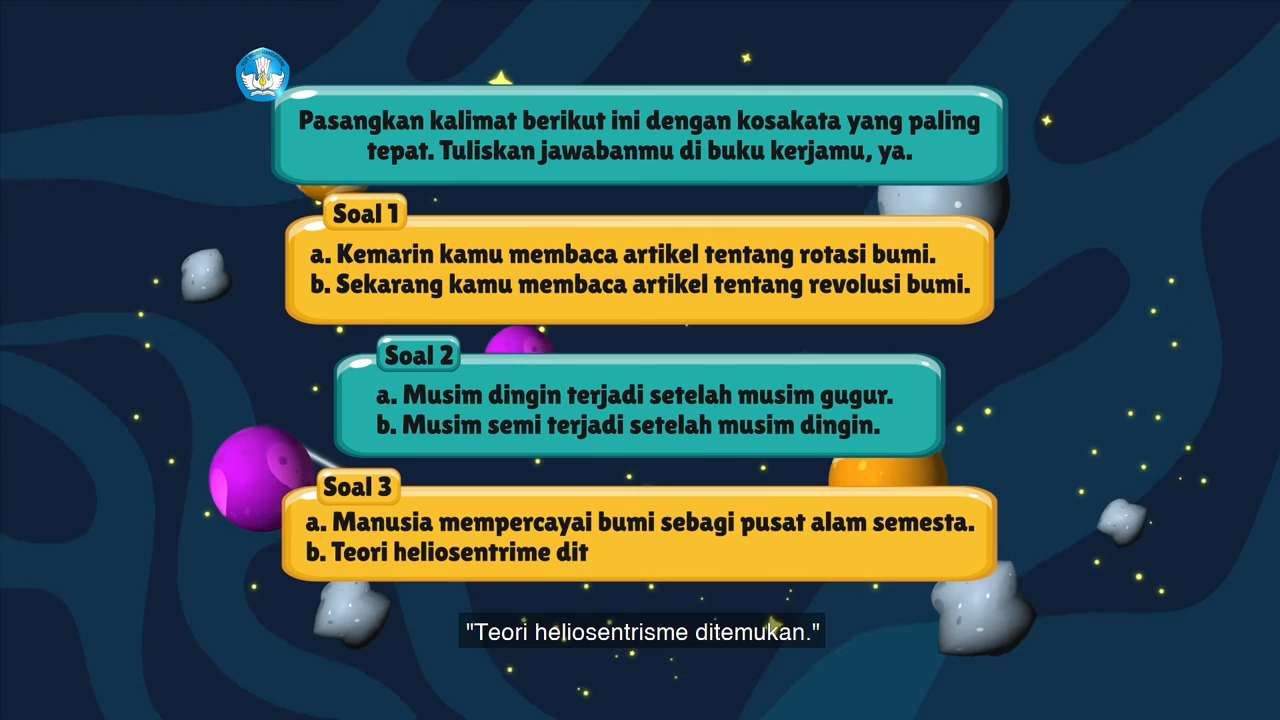 Pasangkan kalimat berikut ini dengan kosakata yang paling
tepat. Tuliskan jawabanmu di buku kerjamu, ya.
Soal 1
a. Kemarin kamu membaca artikel tentang rotasi bumi.
b. Sekarang kamu membaca artikel tentang revolusi bumi.
Soal 2
a. Musim dingin terjadi setelah musim gugur.
b. Musim semi terjadi setelah musim dingin.
Soal 3
a. Manusia mempercayai bumi sebagi pusat alam semesta.
b. Teori heliosentrime dit
"Teori heliosentrisme ditemukan."